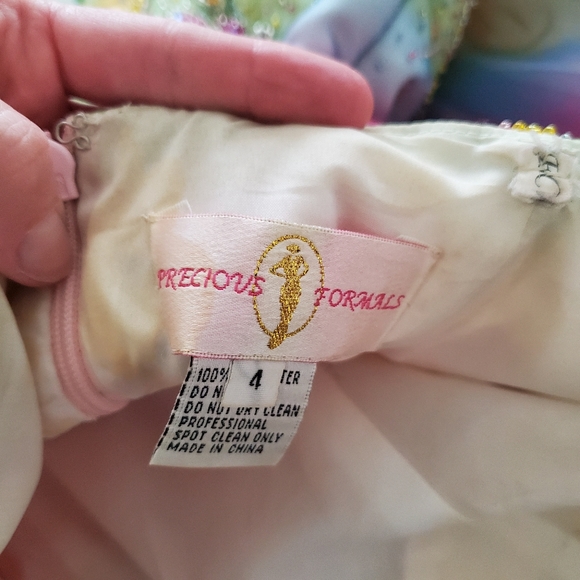 PRECIOUS FORMALS
4
100%
DO
DO NOT DRY CLEAN
PROFESSIONAL
SPOT CLEAN ONLY
MADE IN CHINA